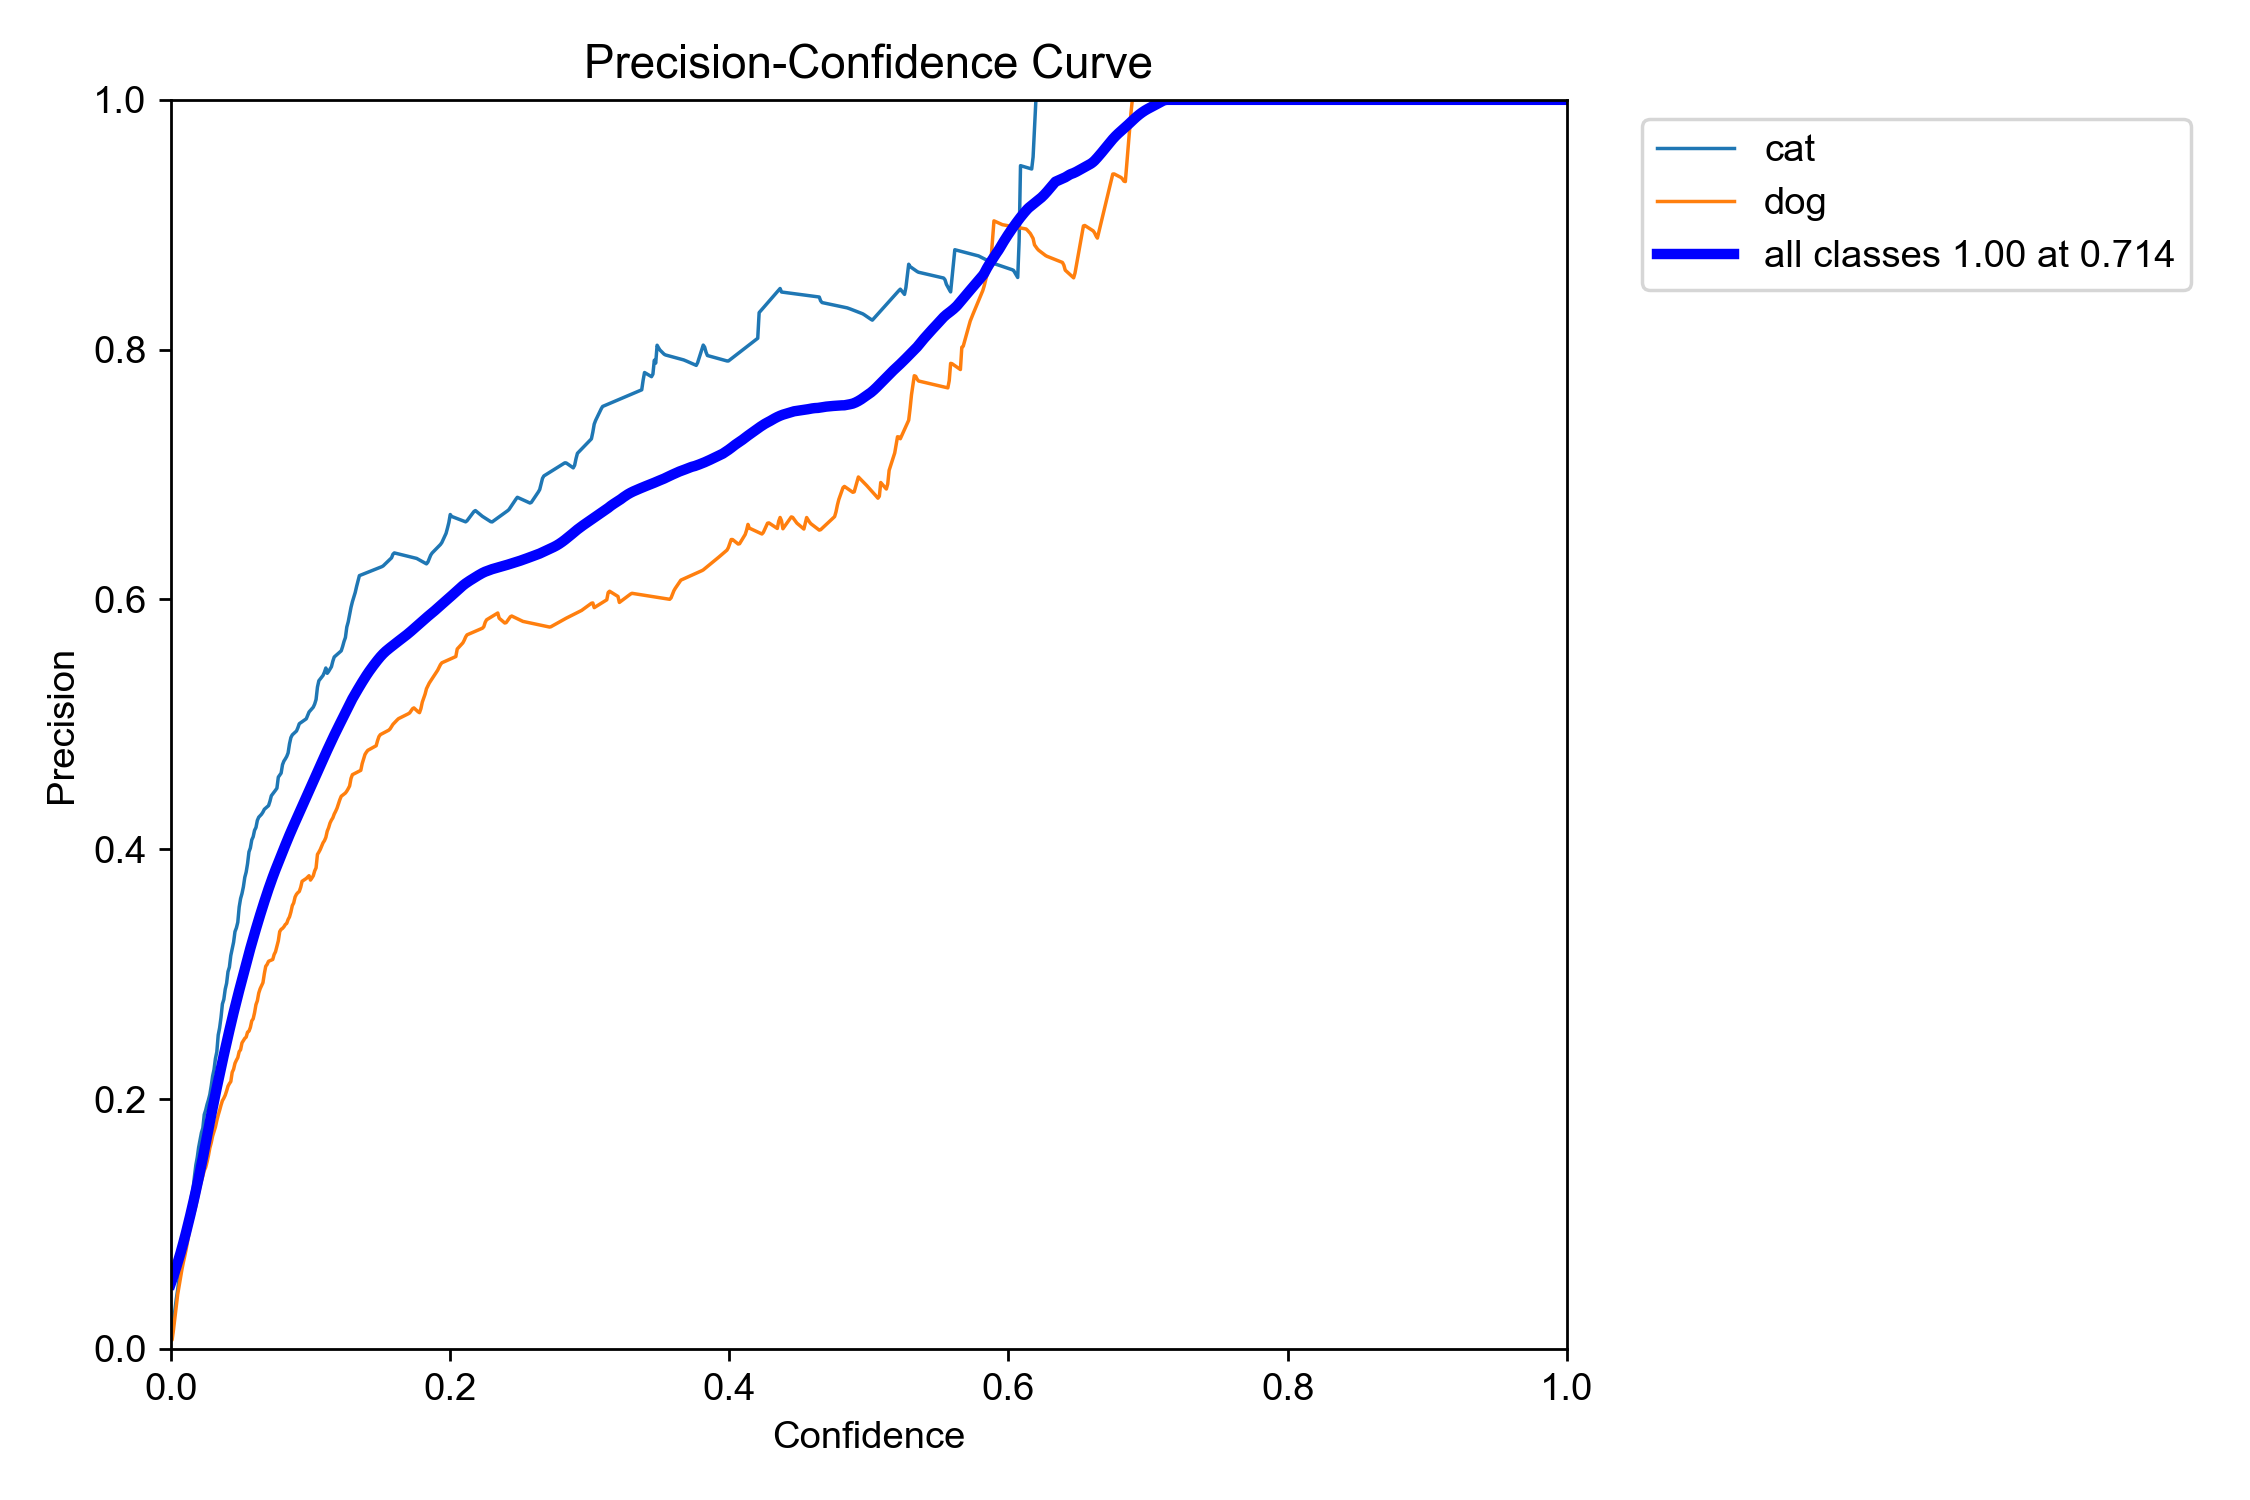 Precision-Confidence Curve
1.0
0.8
0.6
0.4
0.2
0.0
Precision
0.0 0.2 0.4 0.6 0.8 1.0
Confidence
cat
dog
all classes 1.00 at 0.714